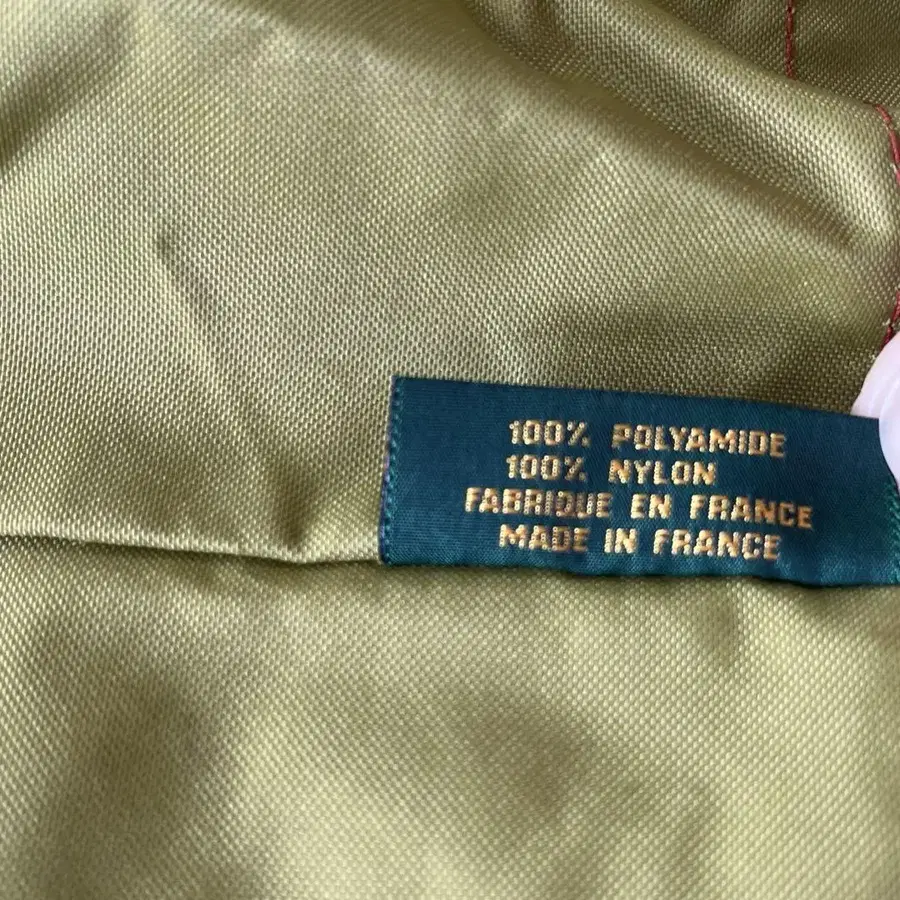 100% POLYAMIDE
100% NYLON
FABRIQUE EN FRANCE
MADE IN FRANCE